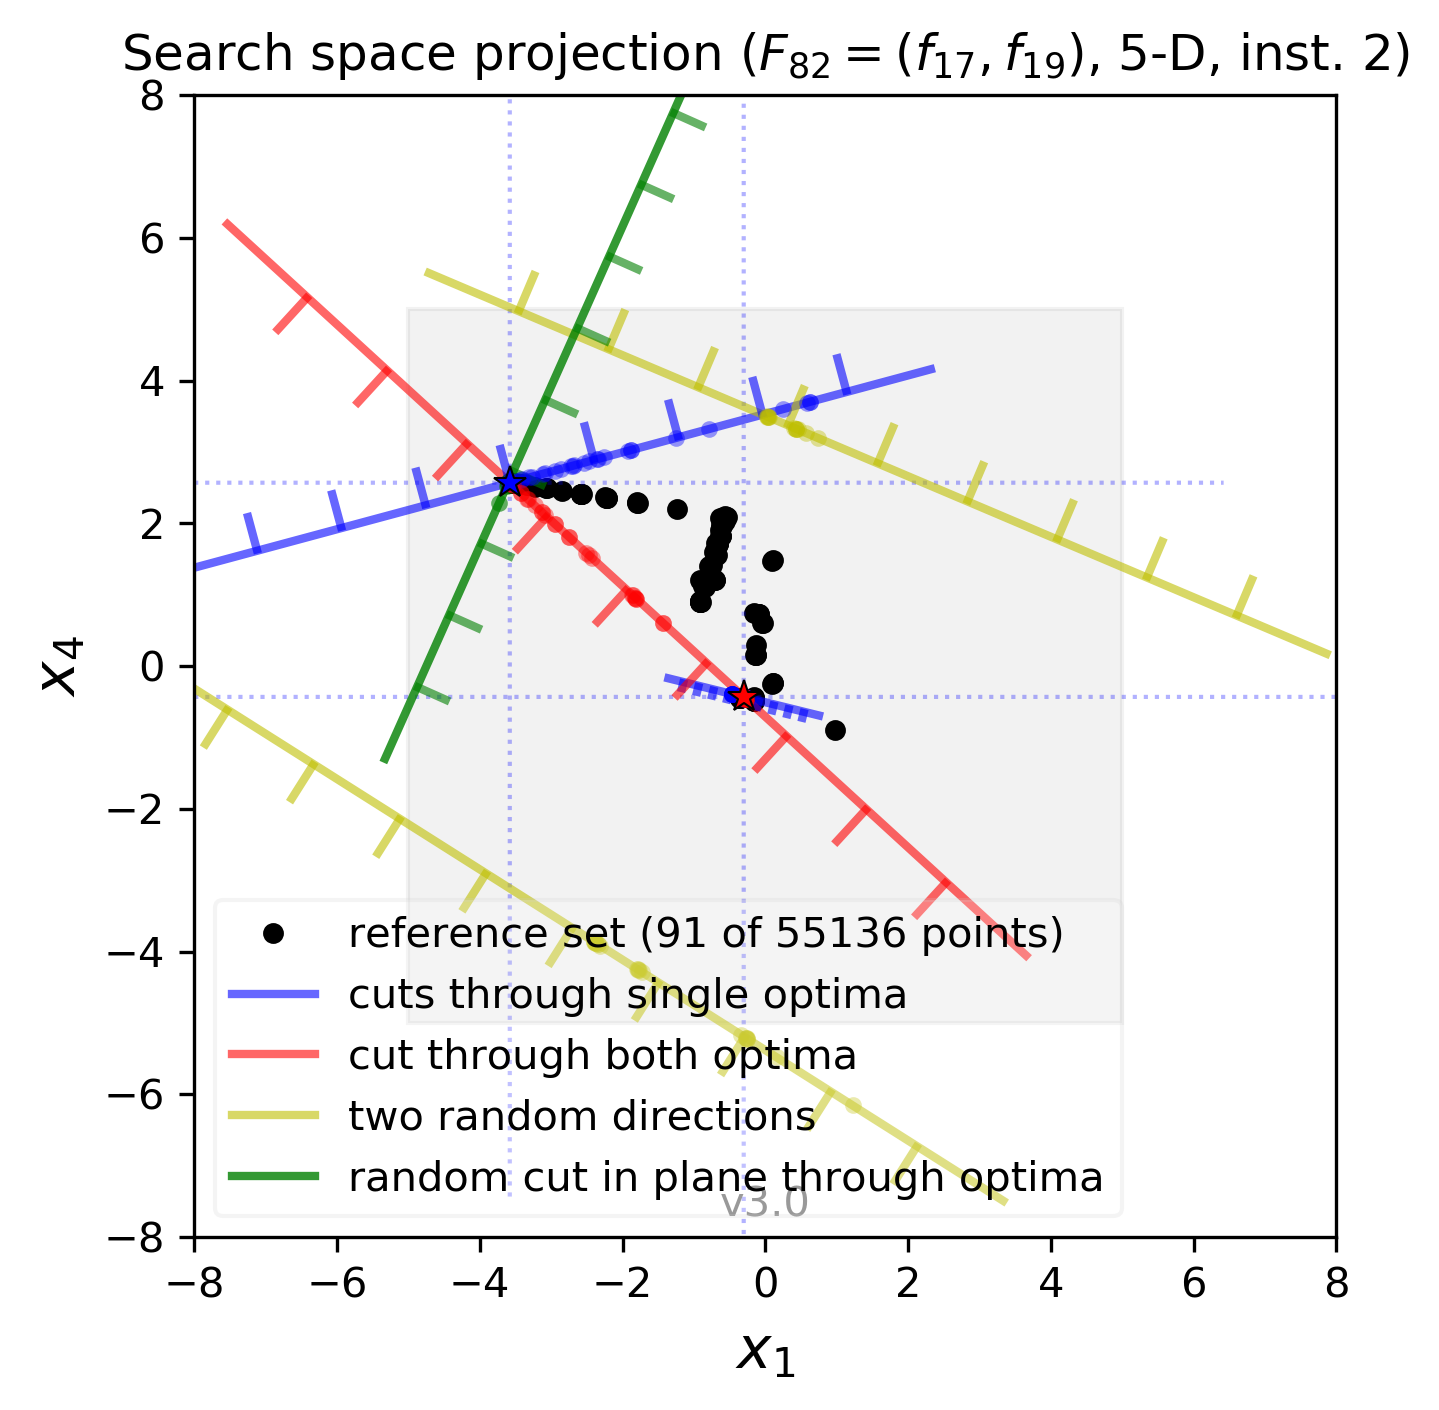 Search space projection (F82 = (f17, f19), 5-D, inst. 2)
8
6
4
2
0
−2
−4
−6
−8
x4
reference set (91 of 55136 points)
cuts through single optima
cut through both optima
two random directions
random cut in plane through optima
v3.0
−8 −6 −4 −2 0 2 4 6 8
x1